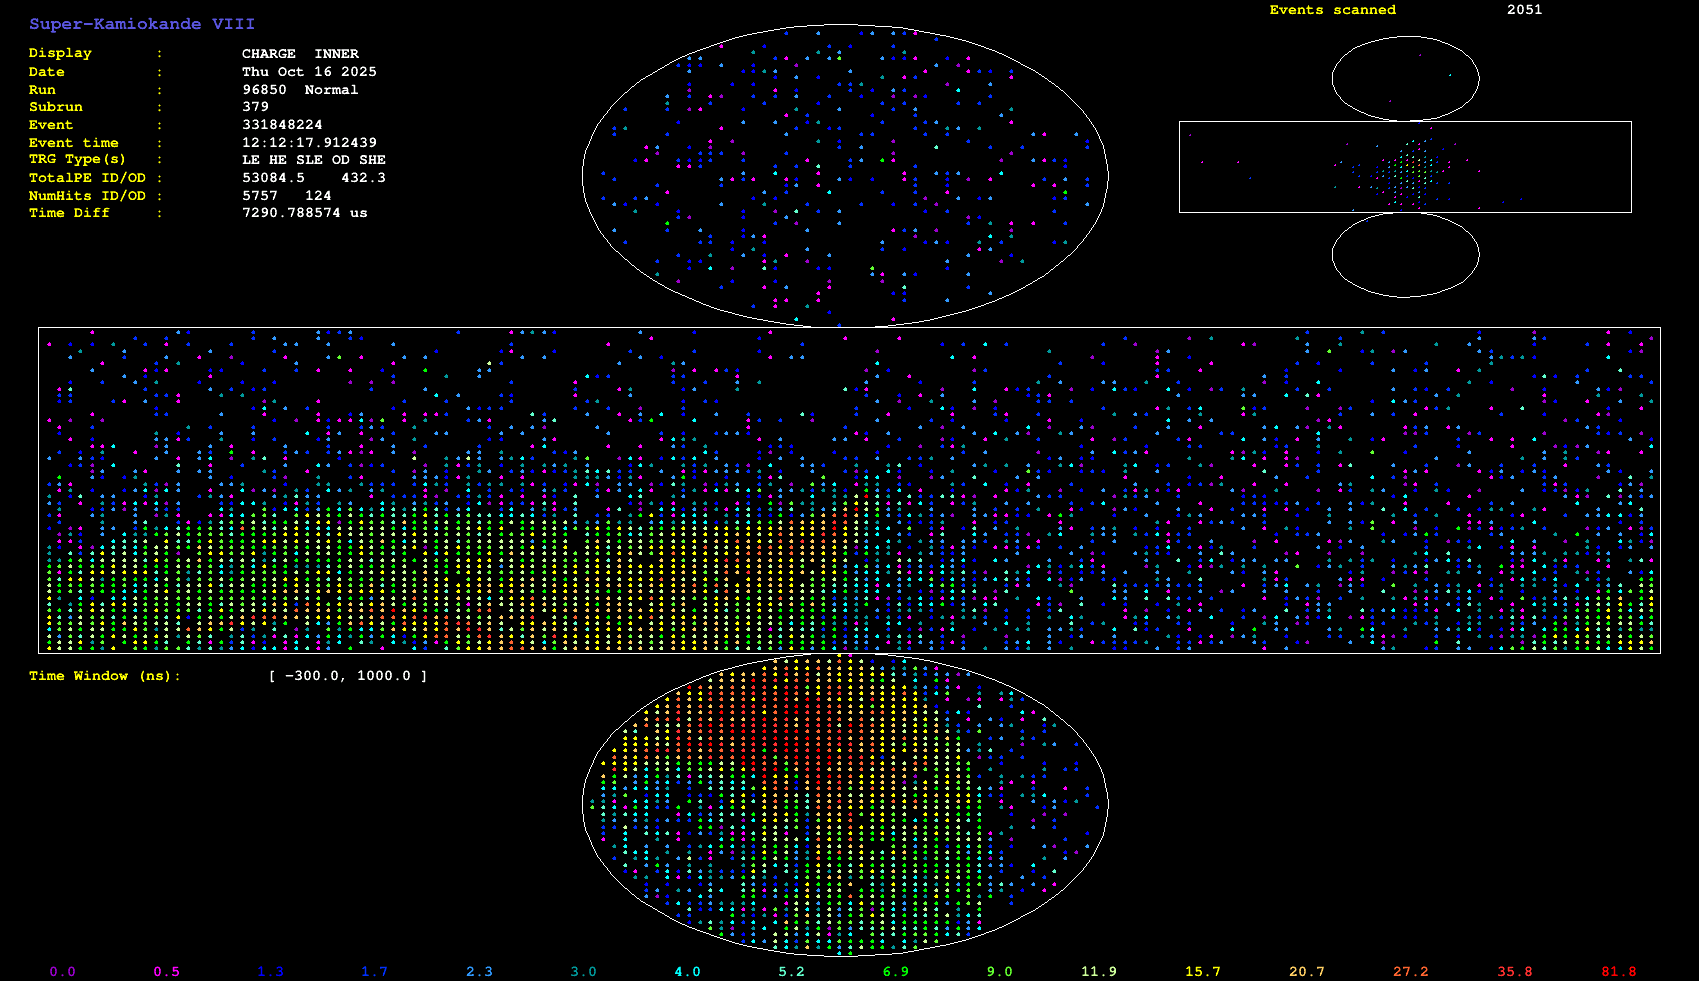 Super-Kamiokande VIII
Events scanned 2051
Display : CHARGE INNER
Date : Thu Oct 16 2025
Run : 96850 Normal
Subrun : 379
Event : 331848224
Event time : 12:12:17.912439
TRG Type(s) : LE HE SLE OD SHE
TotalPE ID/OD : 53084.5 432.3
NumHits ID/OD : 5757 124
Time Diff : 7290.788574 us
Time Window (ns): [ -300.0, 1000.0 ]
0.0 0.5 1.3 1.7 2.3 3.0 4.0 5.2 6.9 9.0 11.9 15.7 20.7 27.2 35.8 81.8